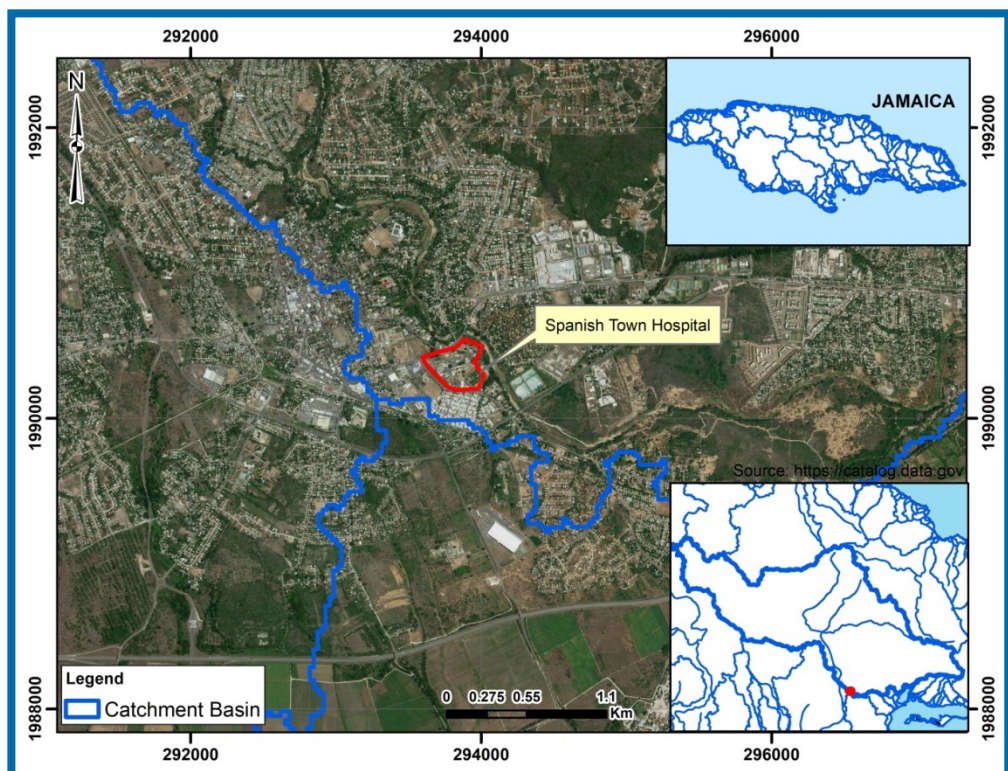 292000 294000 296000
N
JAMAICA
1992000 1992000
Spanish Town Hospital
1990000 1990000
Source: https://catalog.data.gov
Legend
Catchment Basin
0 0.275 0.55 1.1
Km
1988000 1988000
292000 294000 296000